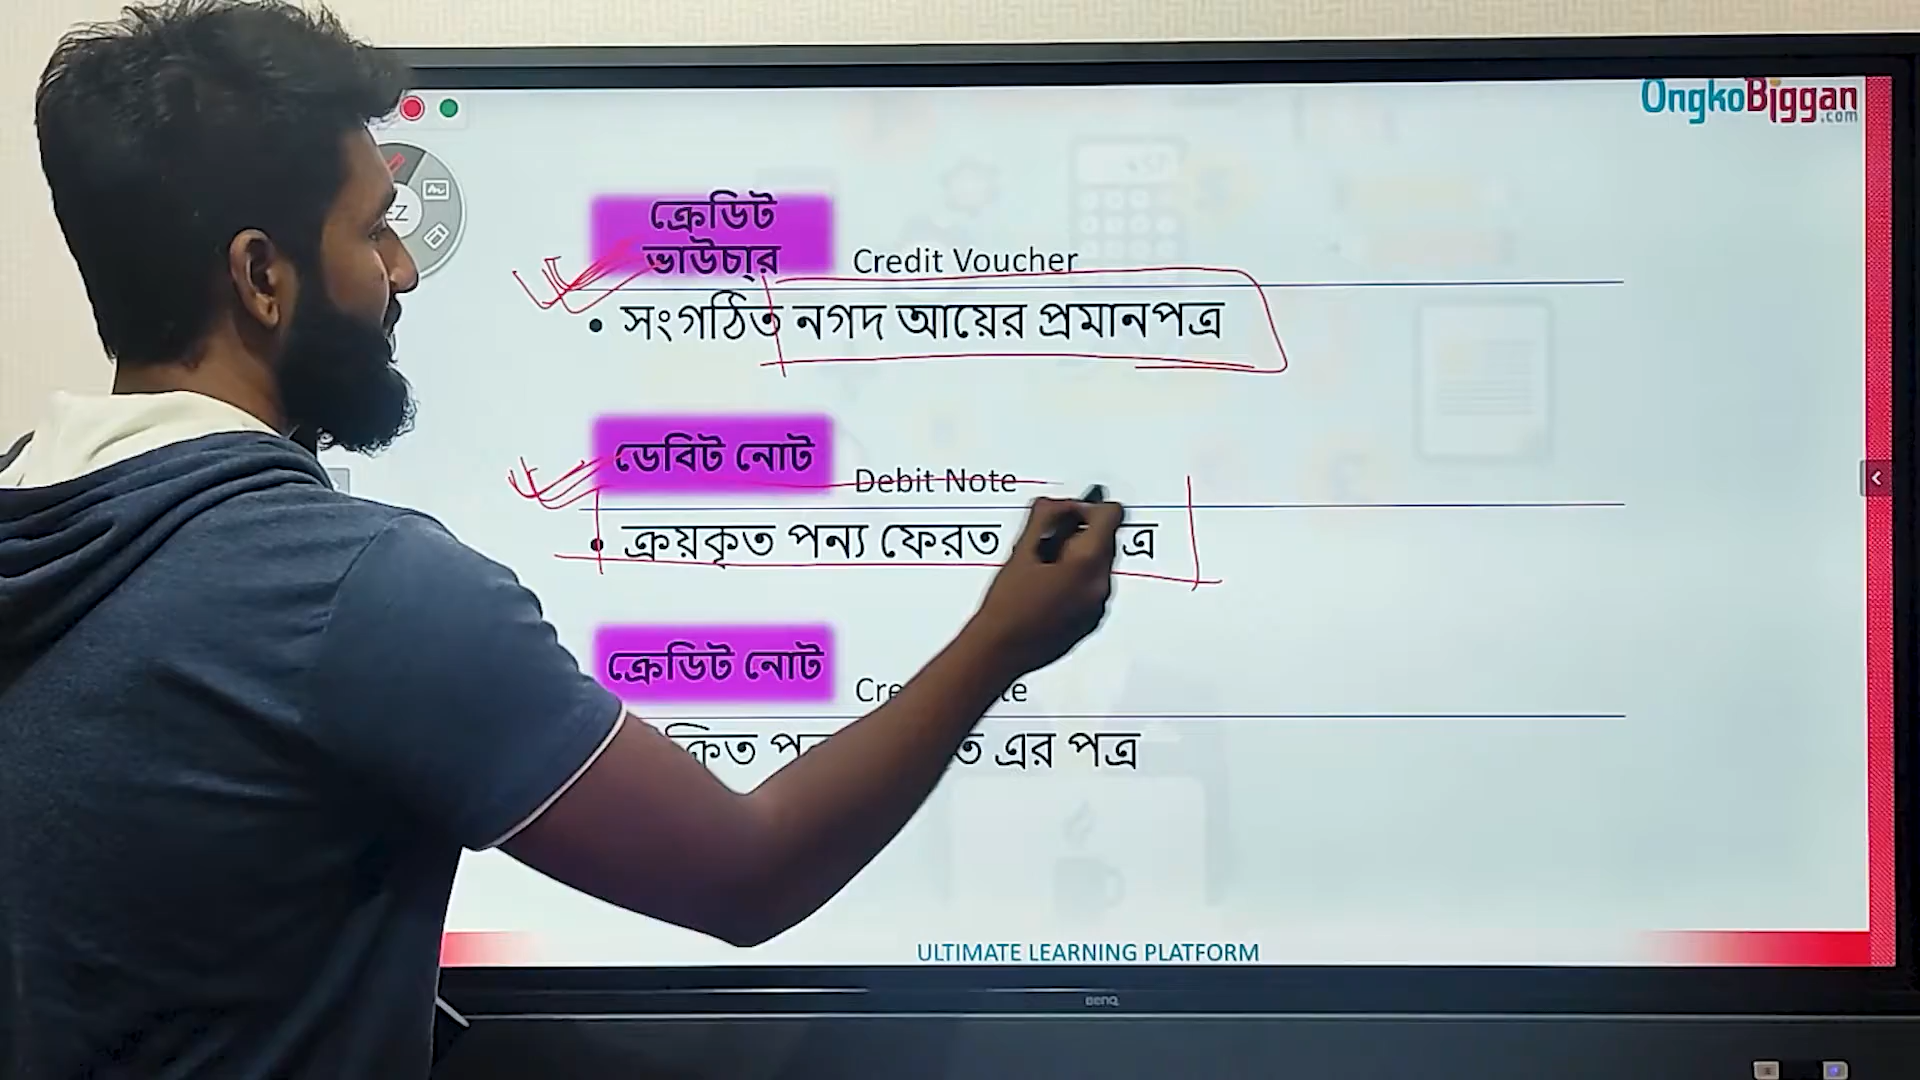 OngkoBiggan
.com
EZ
ক্রেডিট
ভাউচা্র
Credit Voucher
• সংগঠিত নগদ আয়ের প্রমানপত্র
ডেবিট নোট
Debit Note
• ক্রয়কৃত পন্য ফেরত
ক্রেডিট নোট
এর পত্র
ULTIMATE LEARNING PLATFORM
BenQ